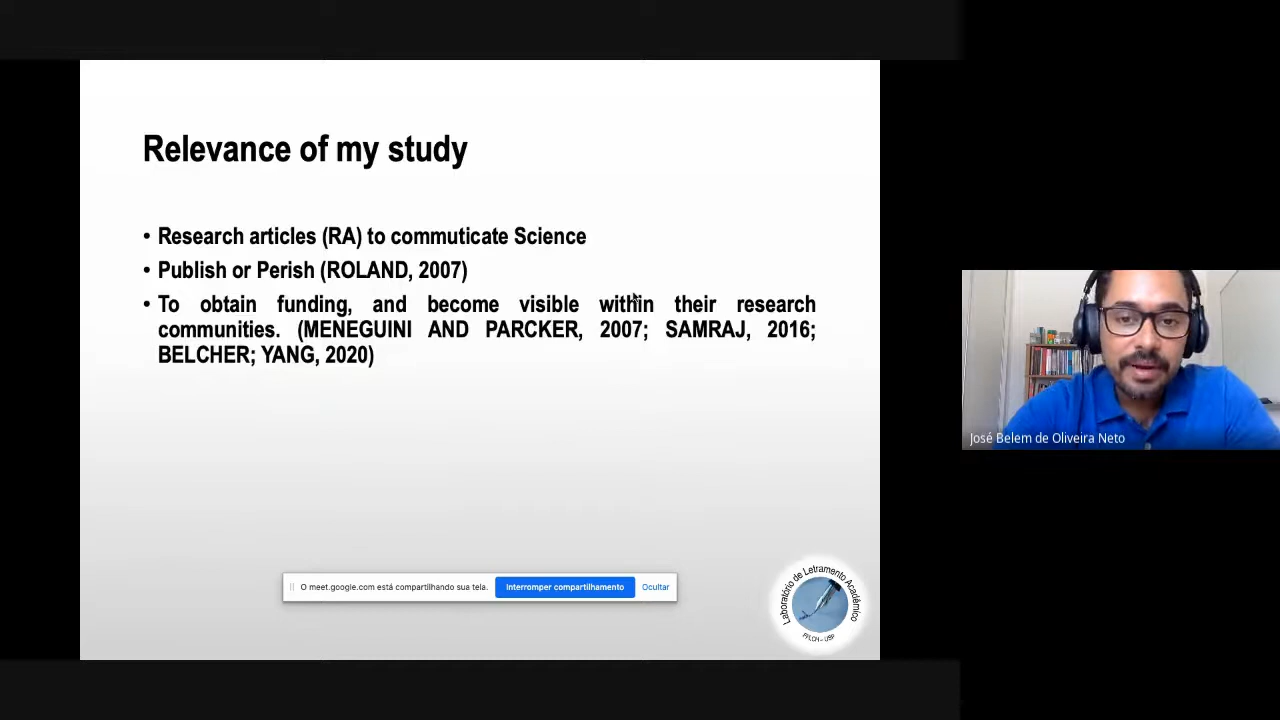 Relevance of my study
• Research articles (RA) to commuticate Science
• Publish or Perish (ROLAND, 2007)
• To obtain funding, and become visible within their research
communities. (MENEGUINI AND PARCKER, 2007; SAMRAJ, 2016;
BELCHER; YANG, 2020)
José Belem de Oliveira Neto
O meet.google.com está compartilhando sua tela.
Interromper compartilhamento
Ocultar
Laboratório de Letramento Acadêmico
FFLCH - USP